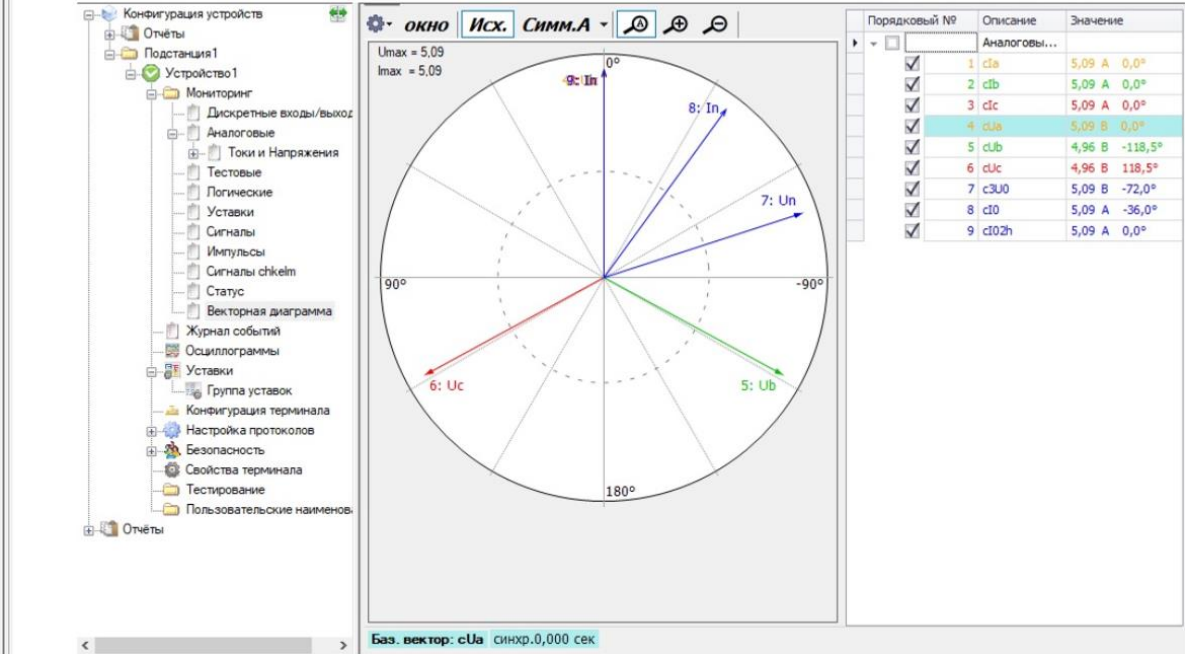 Конфигурация устройств
Отчёты
Подстанция1
Устройство1
Мониторинг
Дискретные входы/выход
Аналоговые
Токи и Напряжения
Тестовые
Логические
Уставки
Сигналы
Импульсы
Сигналы chkelm
Статус
Векторная диаграмма
Журнал событий
Осциллограммы
Уставки
Группа уставок
Конфигурация терминала
Настройка протоколов
Безопасность
Свойства терминала
Тестирование
Пользовательские наименов
Отчёты
окно Исх. Симм.А
Umax = 5,09
Imax = 5,09
0°
9: In
8: In
7: Un
90°
-90°
6: Uc
5: Ub
180°
Баз. вектор: cUa синхр.0,000 сек
Порядковый № Описание Значение
Аналоговы...
1 cIa 5,09 А 0,0°
2 cIb 5,09 А 0,0°
3 cIc 5,09 А 0,0°
4 cUa 5,09 В 0,0°
5 cUb 4,96 В -118,5°
6 cUc 4,96 В 118,5°
7 c3U0 5,09 В -72,0°
8 cI0 5,09 А -36,0°
9 cI02h 5,09 А 0,0°